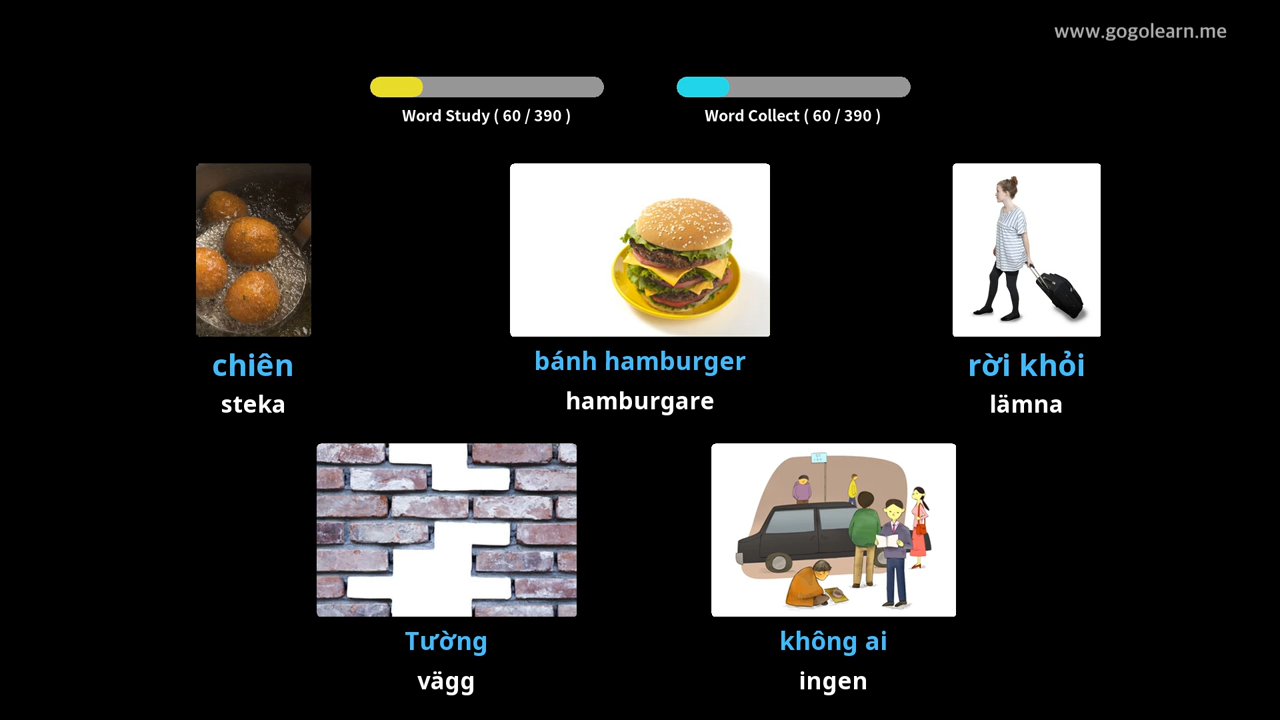 www.gogolearn.me
Word Study ( 60 / 390 )
Word Collect ( 60 / 390 )
chiên
steka
bánh hamburger
hamburgare
rời khỏi
lämna
Tường
vägg
không ai
ingen